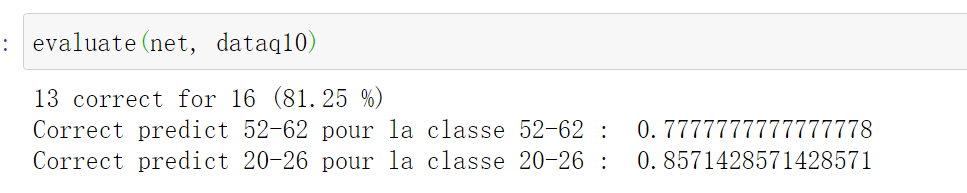 : evaluate(net, dataq10)
13 correct for 16 (81.25 %)
Correct predict 52-62 pour la classe 52-62 :  0.7777777777777778
Correct predict 20-26 pour la classe 20-26 :  0.8571428571428571